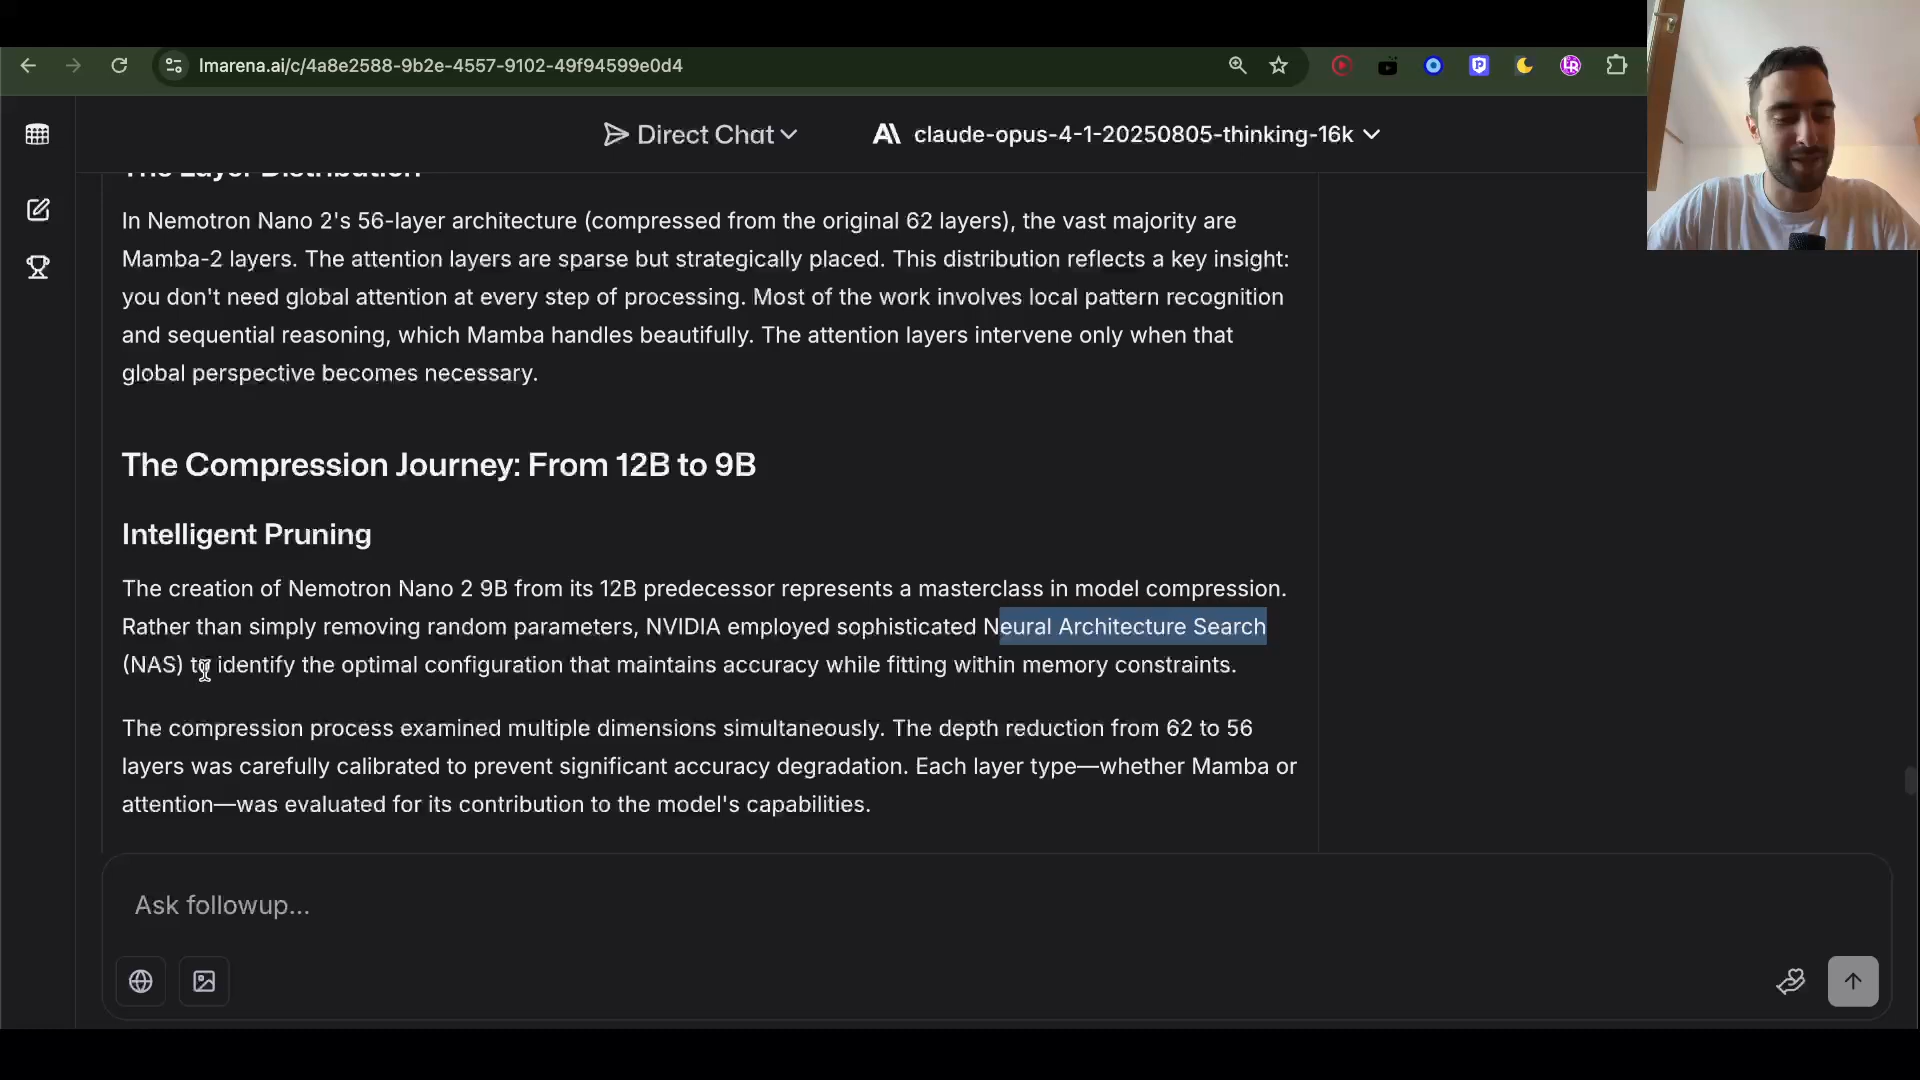 lmarena.ai/c/4a8e2588-9b2e-4557-9102-49f94599e0d4
Direct Chat
claude-opus-4-1-20250805-thinking-16k
The Layer Distribution
In Nemotron Nano 2's 56-layer architecture (compressed from the original 62 layers), the vast majority are
Mamba-2 layers. The attention layers are sparse but strategically placed. This distribution reflects a key insight:
you don't need global attention at every step of processing. Most of the work involves local pattern recognition
and sequential reasoning, which Mamba handles beautifully. The attention layers intervene only when that
global perspective becomes necessary.
The Compression Journey: From 12B to 9B
Intelligent Pruning
The creation of Nemotron Nano 2 9B from its 12B predecessor represents a masterclass in model compression.
Rather than simply removing random parameters, NVIDIA employed sophisticated Neural Architecture Search
(NAS) to identify the optimal configuration that maintains accuracy while fitting within memory constraints.
The compression process examined multiple dimensions simultaneously. The depth reduction from 62 to 56
layers was carefully calibrated to prevent significant accuracy degradation. Each layer type—whether Mamba or
attention—was evaluated for its contribution to the model's capabilities.
Ask followup...